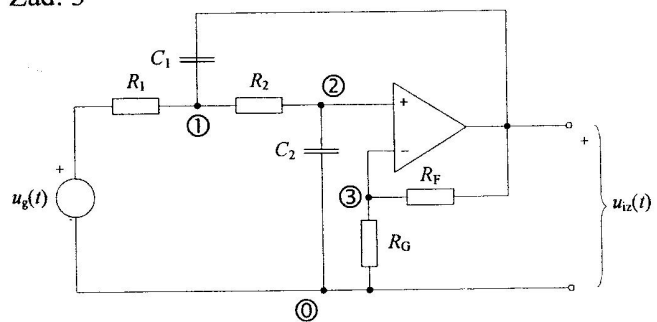 Zad. 3
C1
R1
R2
②
①
+
−
C2
+
ug(t)
③
RF
+
uiz(t)
RG
⓪